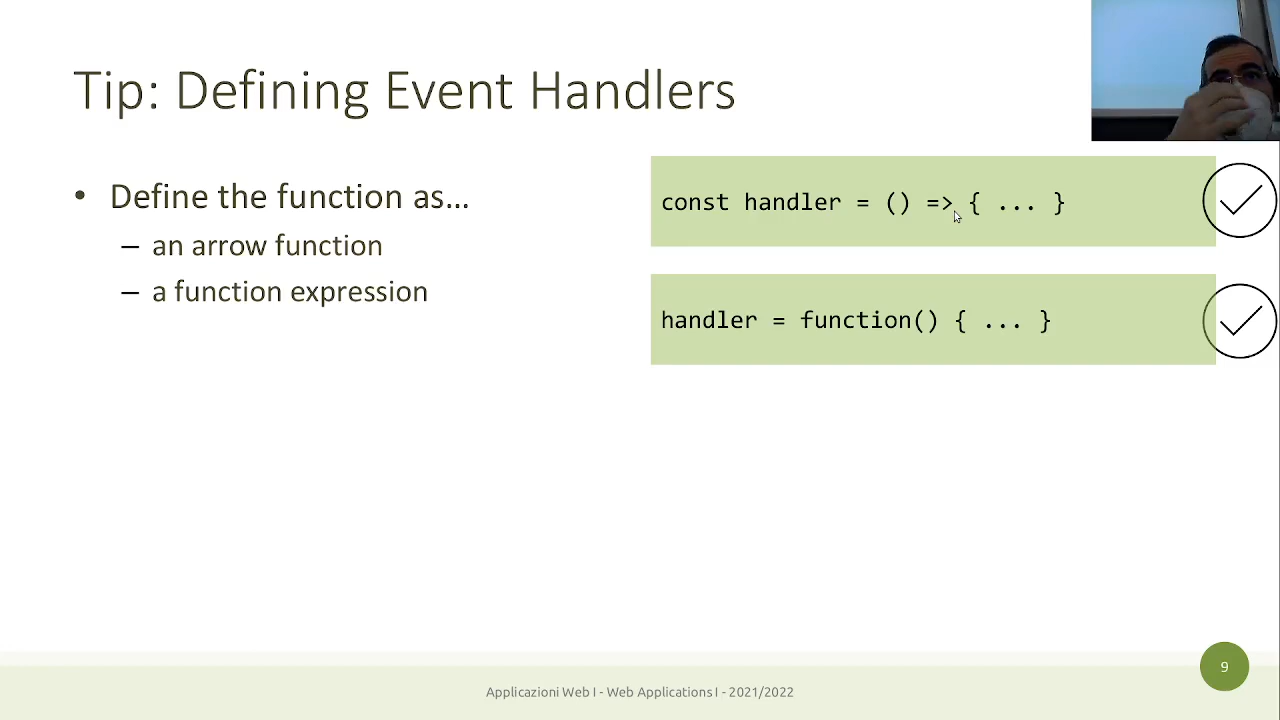 Tip: Defining Event Handlers
• Define the function as…
– an arrow function
– a function expression
const handler = () => { ... }
handler = function() { ... }
9
Applicazioni Web I - Web Applications I - 2021/2022